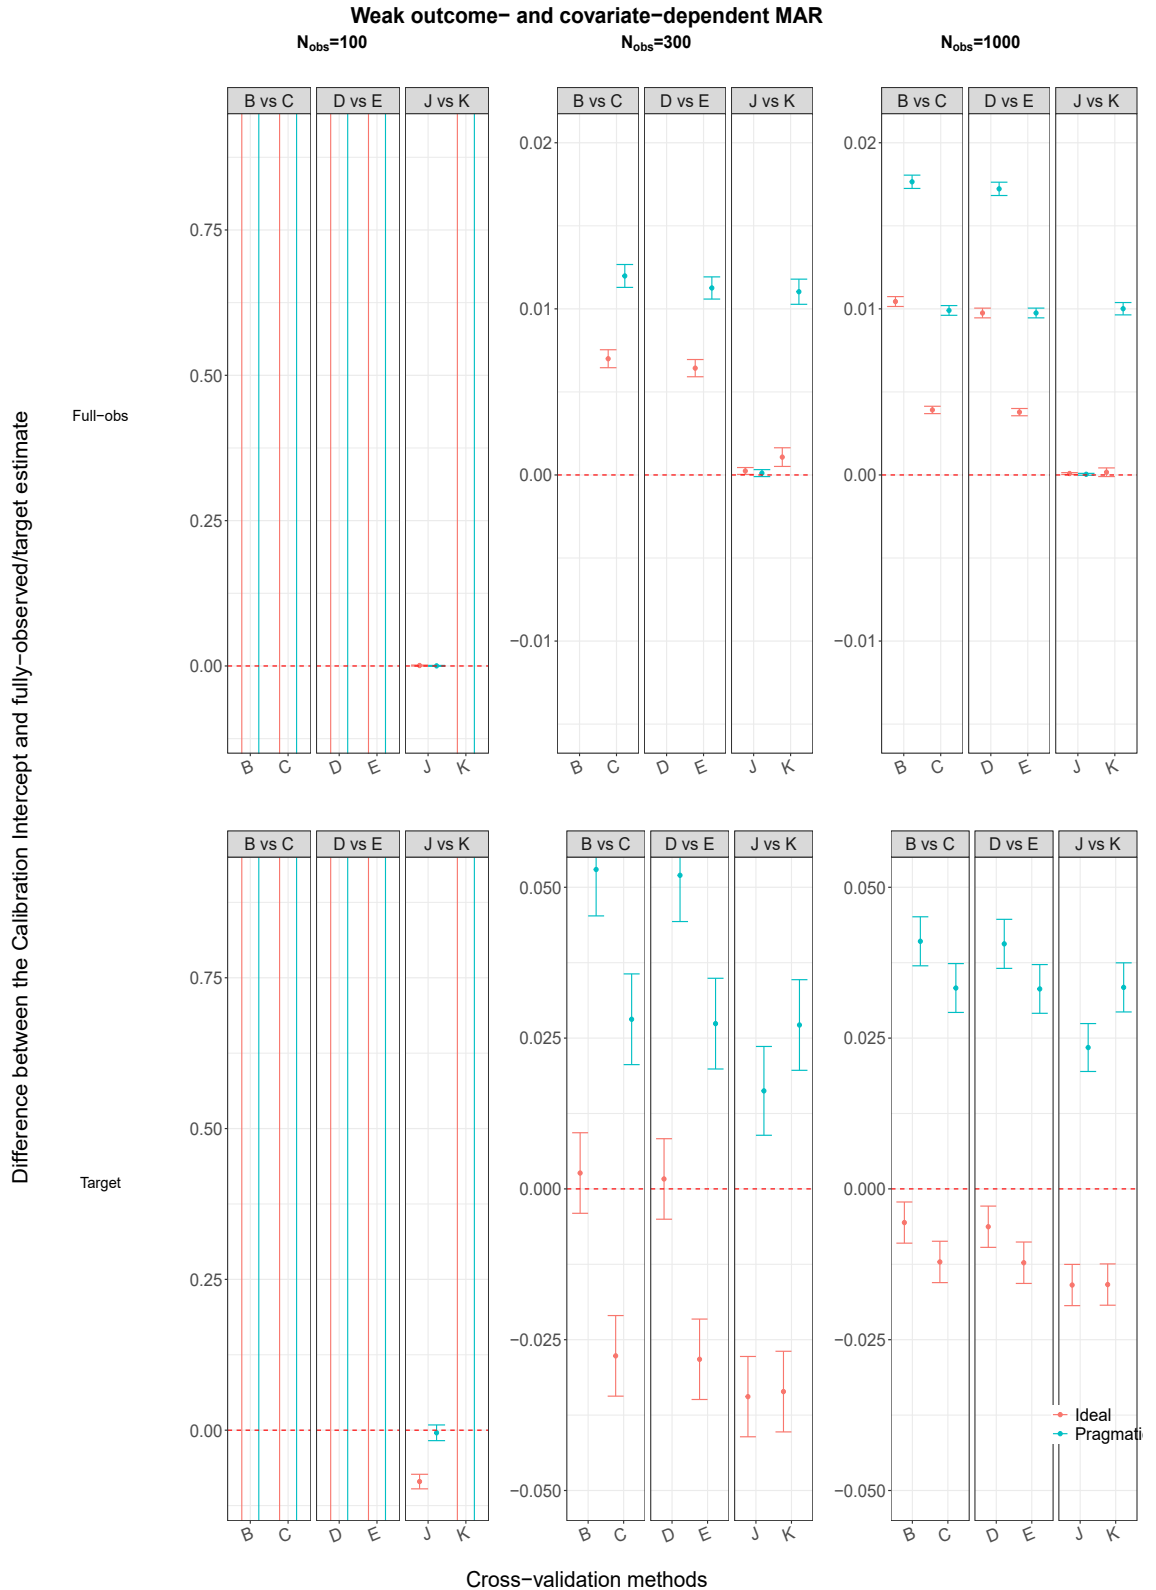 Weak outcome− and covariate−dependent MAR
Nobs=100 Nobs=300 Nobs=1000
Difference between the Calibration Intercept and fully−observed/target estimate
Full−obs
B vs C D vs E J vs K
0.75
0.50
0.25
0.00
B C D E J K
B vs C D vs E J vs K
0.02
0.01
0.00
−0.01
B C D E J K
B vs C D vs E J vs K
0.02
0.01
0.00
−0.01
B C D E J K
Target
B vs C D vs E J vs K
0.75
0.50
0.25
0.00
B C D E J K
B vs C D vs E J vs K
0.050
0.025
0.000
−0.025
−0.050
B C D E J K
B vs C D vs E J vs K
0.050
0.025
0.000
−0.025
−0.050
B C D E J K
Ideal
Pragmati
Cross−validation methods